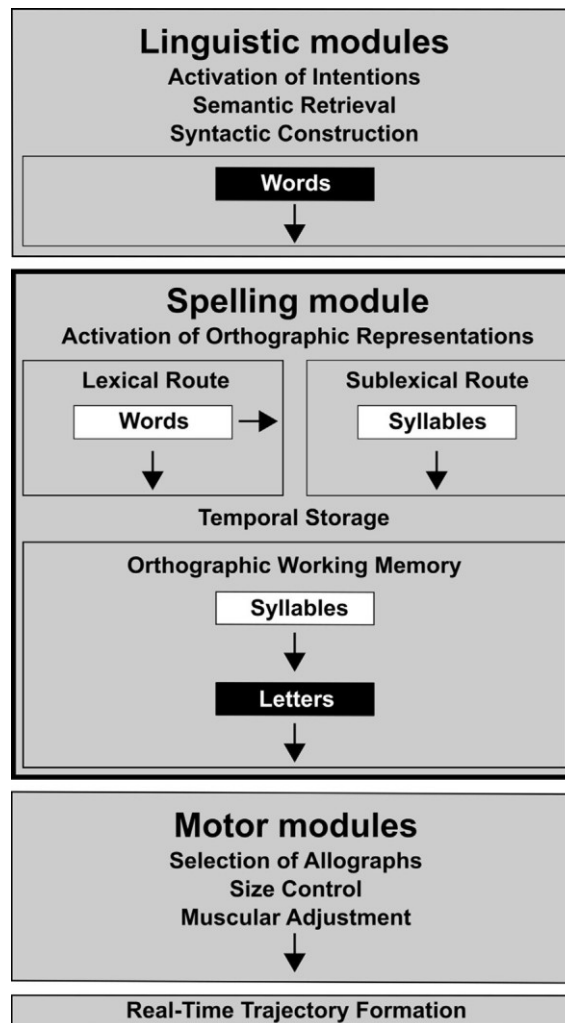 Linguistic modules
Activation of Intentions
Semantic Retrieval
Syntactic Construction
Words
Spelling module
Activation of Orthographic Representations
Lexical Route
Words
Sublexical Route
Syllables
Temporal Storage
Orthographic Working Memory
Syllables
Letters
Motor modules
Selection of Allographs
Size Control
Muscular Adjustment
Real-Time Trajectory Formation